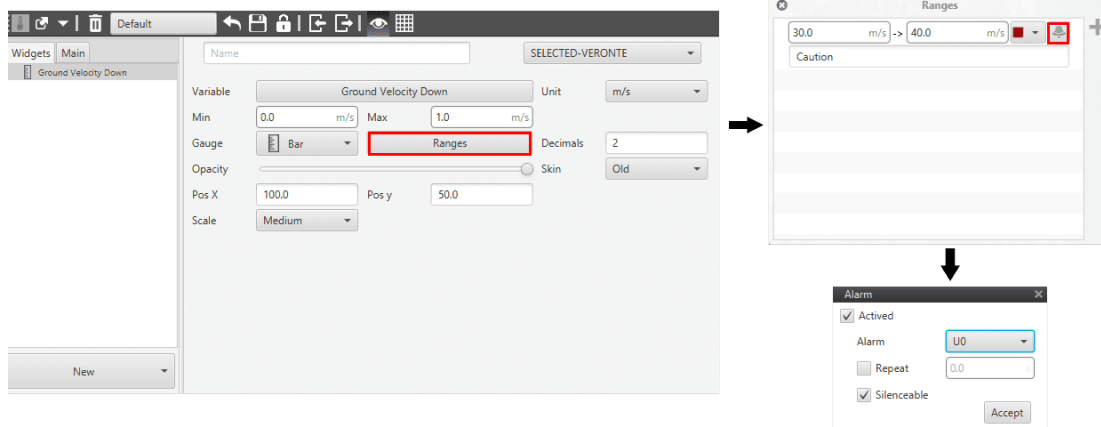 Default
Widgets Main
Ground Velocity Down
New
Name SELECTED-VERONTE
Variable Ground Velocity Down Unit m/s
Min 0.0 m/s Max 1.0 m/s
Gauge Bar Ranges Decimals 2
Opacity Skin Old
Pos X 100.0 Pos y 50.0
Scale Medium
Ranges
30.0 m/s -> 40.0 m/s
Caution
Alarm
Actived
Alarm U0
Repeat 0.0 s
Silenceable
Accept